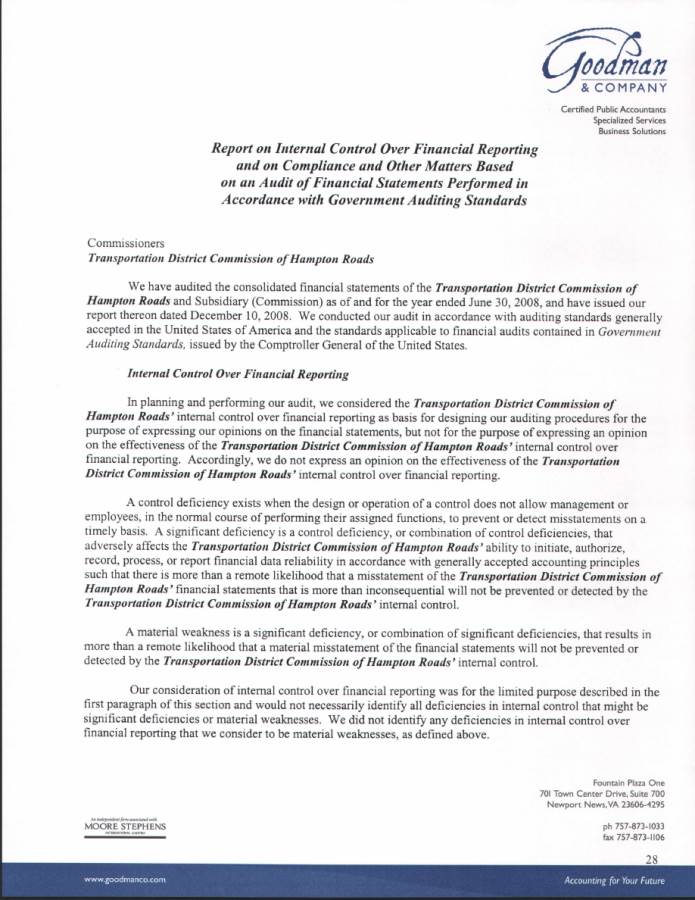 Goodman
& COMPANY
Certified Public Accountants
Specialized Services
Business Solutions
Report on Internal Control Over Financial Reporting
and on Compliance and Other Matters Based
on an Audit of Financial Statements Performed in
Accordance with Government Auditing Standards
Commissioners
Transportation District Commission of Hampton Roads
We have audited the consolidated financial statements of the Transportation District Commission of
Hampton Roads and Subsidiary (Commission) as of and for the year ended June 30, 2008, and have issued our
report thereon dated December 10, 2008. We conducted our audit in accordance with auditing standards generally
accepted in the United States of America and the standards applicable to financial audits contained in Government
Auditing Standards, issued by the Comptroller General of the United States.
Internal Control Over Financial Reporting
In planning and performing our audit, we considered the Transportation District Commission of
Hampton Roads' internal control over financial reporting as basis for designing our auditing procedures for the
purpose of expressing our opinions on the financial statements, but not for the purpose of expressing an opinion
on the effectiveness of the Transportation District Commission of Hampton Roads' internal control over
financial reporting. Accordingly, we do not express an opinion on the effectiveness of the Transportation
District Commission of Hampton Roads' internal control over financial reporting.
A control deficiency exists when the design or operation of a control does not allow management or
employees, in the normal course of performing their assigned functions, to prevent or detect misstatements on a
timely basis. A significant deficiency is a control deficiency, or combination of control deficiencies, that
adversely affects the Transportation District Commission of Hampton Roads' ability to initiate, authorize,
record, process, or report financial data reliability in accordance with generally accepted accounting principles
such that there is more than a remote likelihood that a misstatement of the Transportation District Commission of
Hampton Roads' financial statements that is more than inconsequential will not be prevented or detected by the
Transportation District Commission of Hampton Roads' internal control.
A material weakness is a significant deficiency, or combination of significant deficiencies, that results in
more than a remote likelihood that a material misstatement of the financial statements will not be prevented or
detected by the Transportation District Commission of Hampton Roads' internal control.
Our consideration of internal control over financial reporting was for the limited purpose described in the
first paragraph of this section and would not necessarily identify all deficiencies in internal control that might be
significant deficiencies or material weaknesses. We did not identify any deficiencies in internal control over
financial reporting that we consider to be material weaknesses, as defined above.
Fountain Plaza One
701 Town Center Drive, Suite 700
Newport News, VA 23606-4295
An independent firm associated with
MOORE STEPHENS
INTERNATIONAL LIMITED
ph 757-873-1033
fax 757-873-1106
28
www.goodmanco.com
Accounting for Your Future